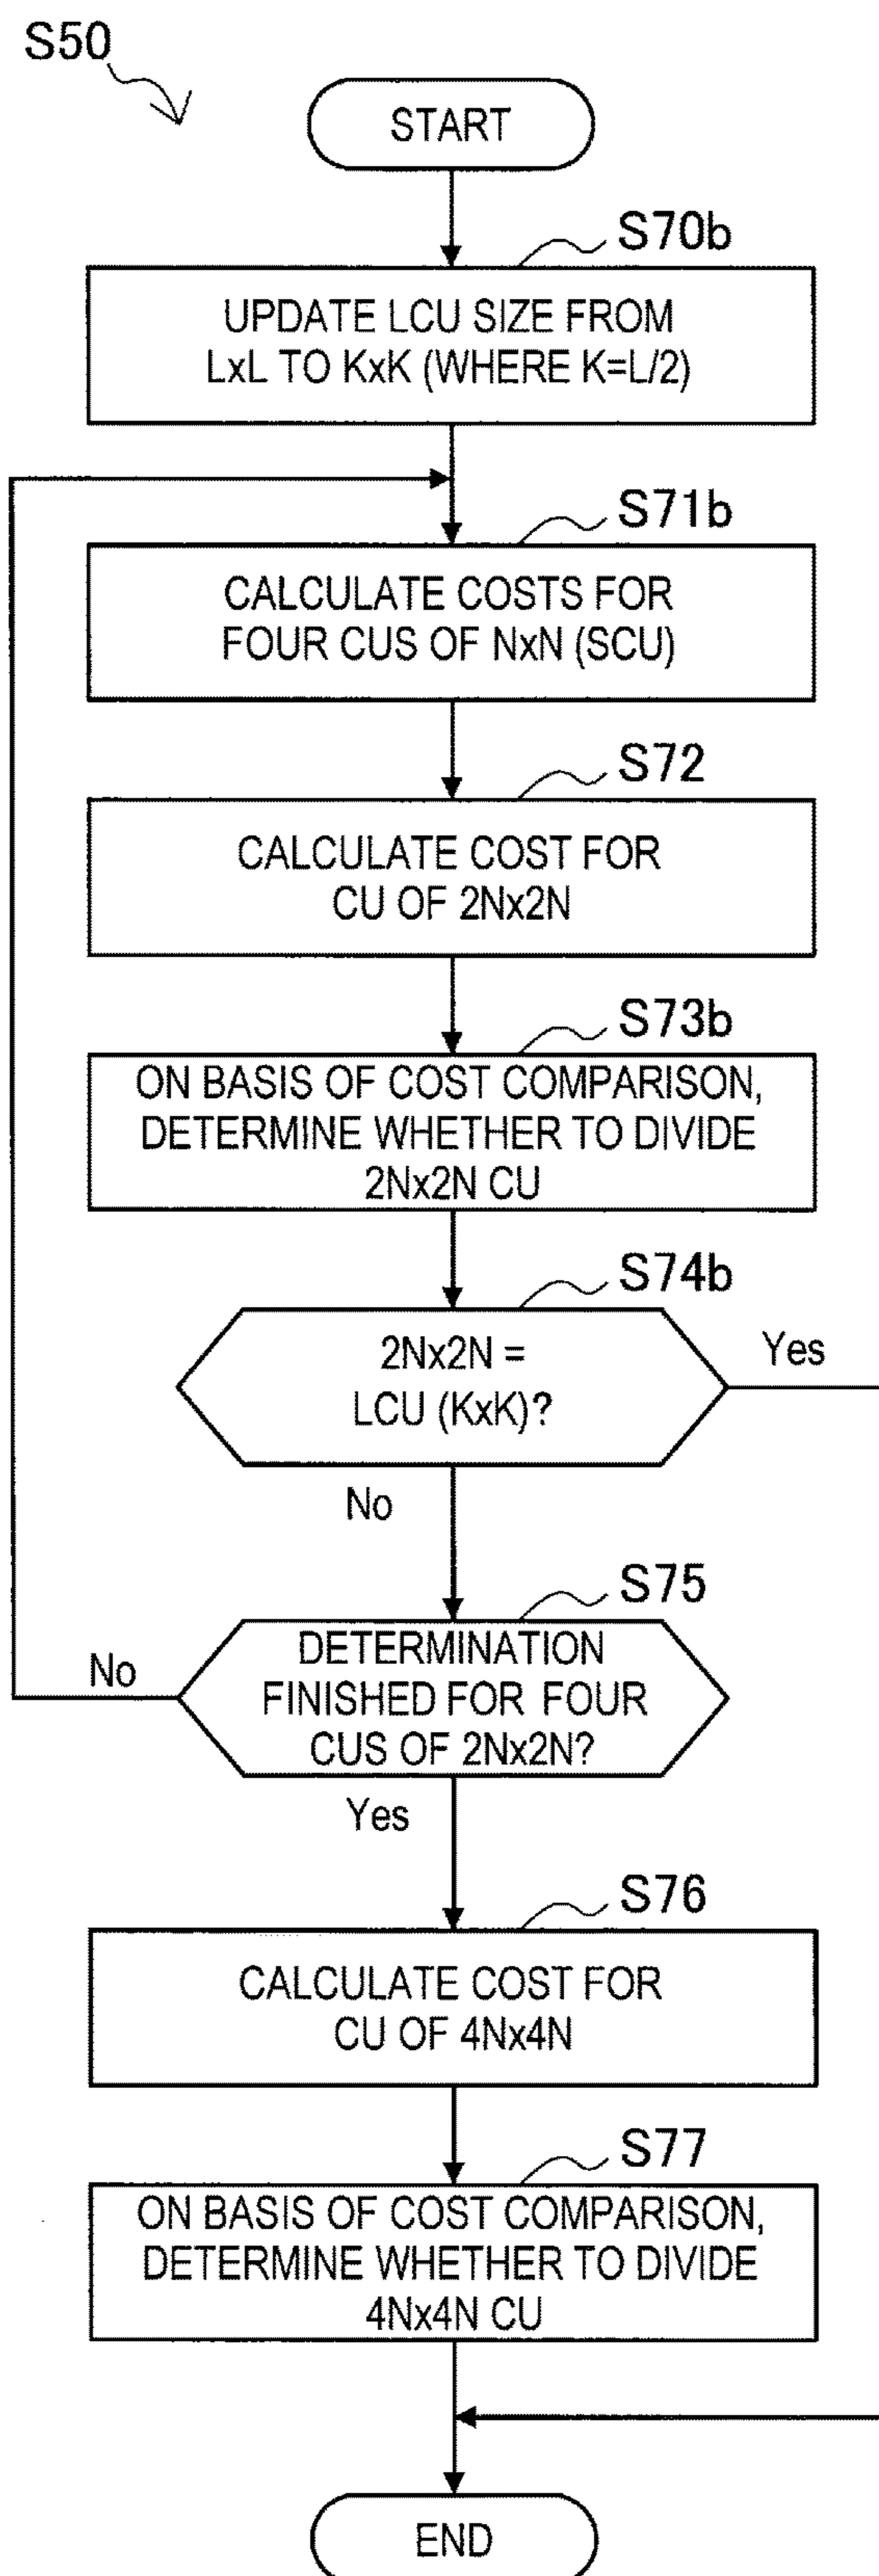 S50
START
S70b
UPDATE LCU SIZE FROM
LxL TO KxK (WHERE K=L/2)
S71b
CALCULATE COSTS FOR
FOUR CUS OF NxN (SCU)
S72
CALCULATE COST FOR
CU OF 2Nx2N
S73b
ON BASIS OF COST COMPARISON,
DETERMINE WHETHER TO DIVIDE
2Nx2N CU
S74b
2Nx2N =
LCU (KxK)?
Yes
No
S75
DETERMINATION
FINISHED FOR FOUR
CUS OF 2Nx2N?
No
Yes
S76
CALCULATE COST FOR
CU OF 4Nx4N
S77
ON BASIS OF COST COMPARISON,
DETERMINE WHETHER TO DIVIDE
4Nx4N CU
END